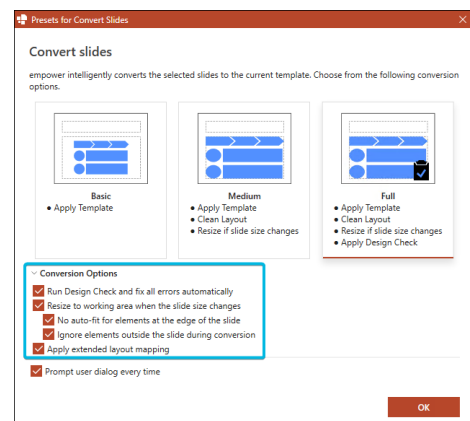 Presets for Convert Slides
Convert slides
empower intelligently converts the selected slides to the current template. Choose from the following conversion
options.
Basic
• Apply Template
Medium
• Apply Template
• Clean Layout
• Resize if slide size changes
Full
• Apply Template
• Clean Layout
• Resize if slide size changes
• Apply Design Check
Conversion Options
Run Design Check and fix all errors automatically
Resize to working area when the slide size changes
No auto-fit for elements at the edge of the slide
Ignore elements outside the slide during conversion
Apply extended layout mapping
Prompt user dialog every time
OK